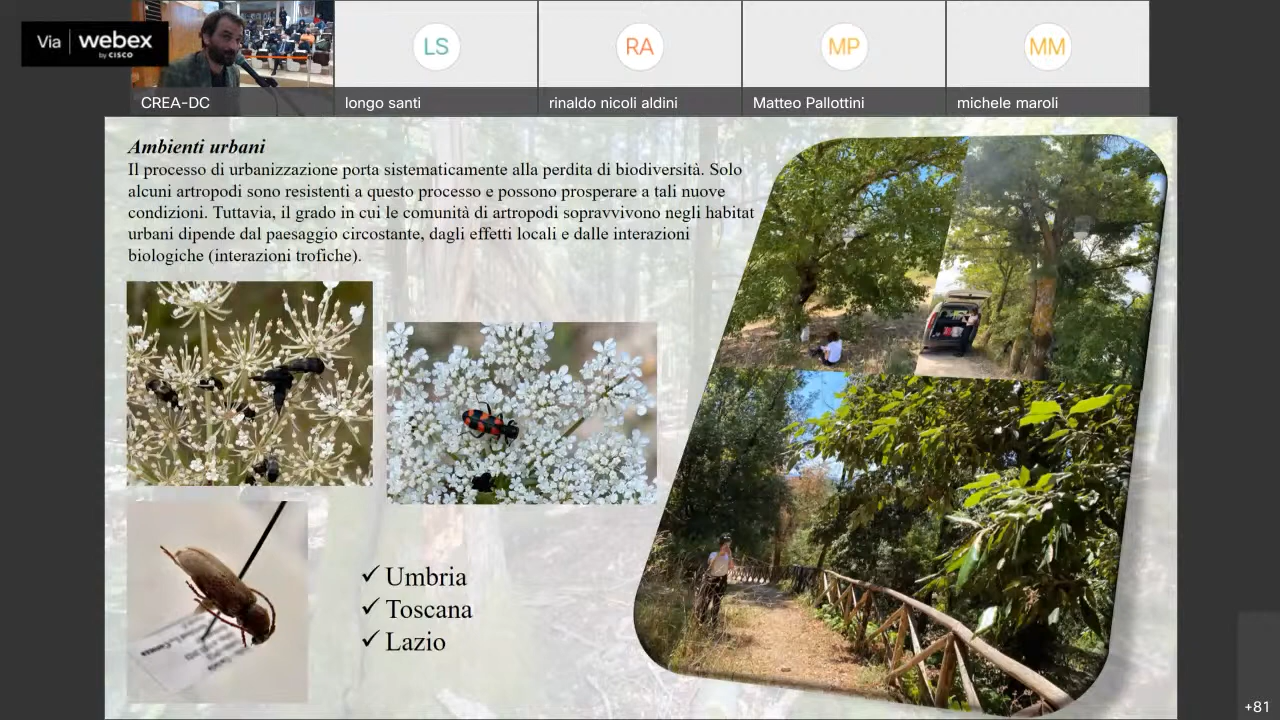 Via webex
by CISCO
LS
RA
MP
MM
CREA-DC
longo santi
rinaldo nicoli aldini
Matteo Pallottini
michele maroli
Ambienti urbani
Il processo di urbanizzazione porta sistematicamente alla perdita di biodiversità. Solo
alcuni artropodi sono resistenti a questo processo e possono prosperare a tali nuove
condizioni. Tuttavia, il grado in cui le comunità di artropodi sopravvivono negli habitat
urbani dipende dal paesaggio circostante, dagli effetti locali e dalle interazioni
biologiche (interazioni trofiche).
✓ Umbria
✓ Toscana
✓ Lazio
+81